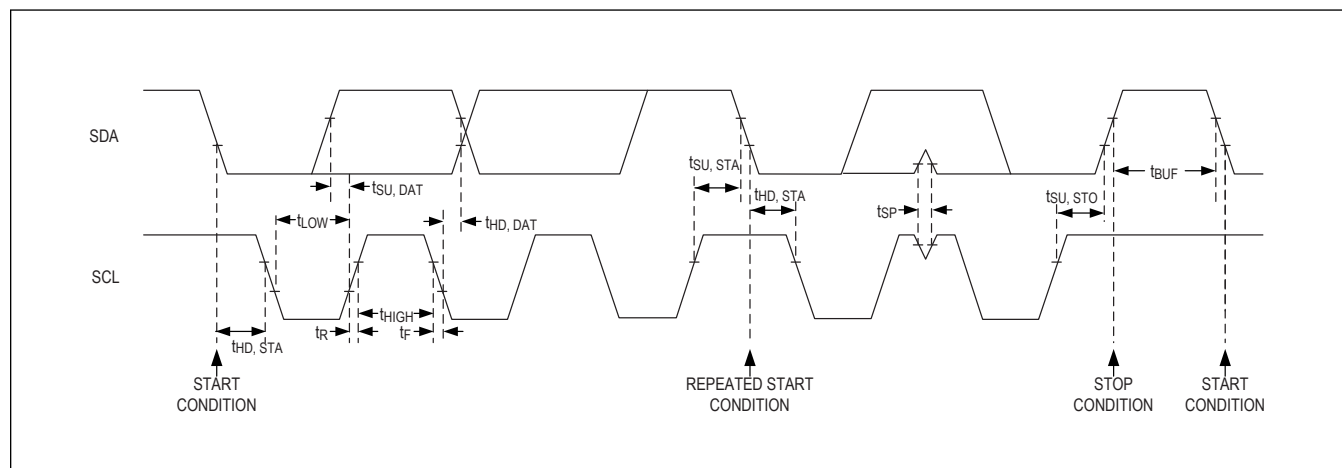 SDA
tSU, DAT
tLOW
tHD, DAT
tSU, STA
tHD, STA
tSP
tSU, STO
tBUF
SCL
tHD, STA
tR
tHIGH
tF
START
CONDITION
REPEATED START
CONDITION
STOP
CONDITION
START
CONDITION